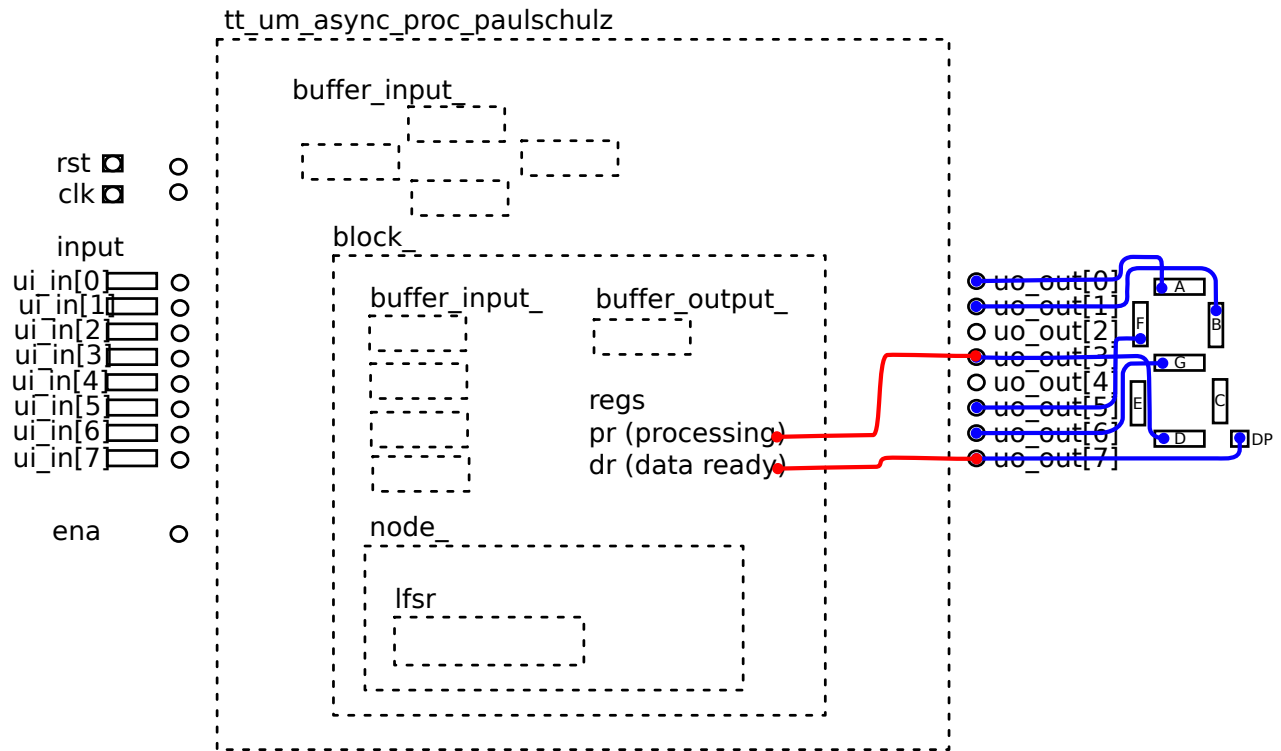 tt_um_async_proc_paulschulz
buffer_input_
rst
clk
input
ui_in[0]
ui_in[1]
ui_in[2]
ui_in[3]
ui_in[4]
ui_in[5]
ui_in[6]
ui_in[7]
ena
block_
buffer_input_
buffer_output_
regs
pr (processing)
dr (data ready)
node_
lfsr
uo_out[0]
uo_out[1]
uo_out[2]
uo_out[3]
uo_out[4]
uo_out[5]
uo_out[6]
uo_out[7]
A
F
B
G
E
C
D
DP